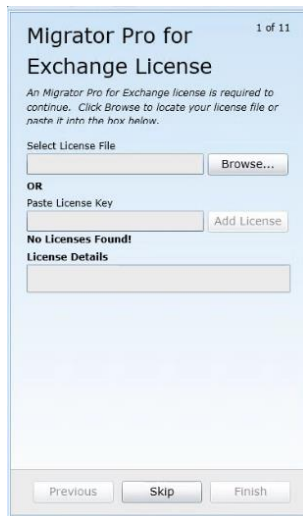 Migrator Pro for
1 of 11
Exchange License
An Migrator Pro for Exchange license is required to
continue. Click Browse to locate your license file or
paste it into the box below.
Select License File
Browse...
OR
Paste License Key
Add License
No Licenses Found!
License Details
Previous
Skip
Finish